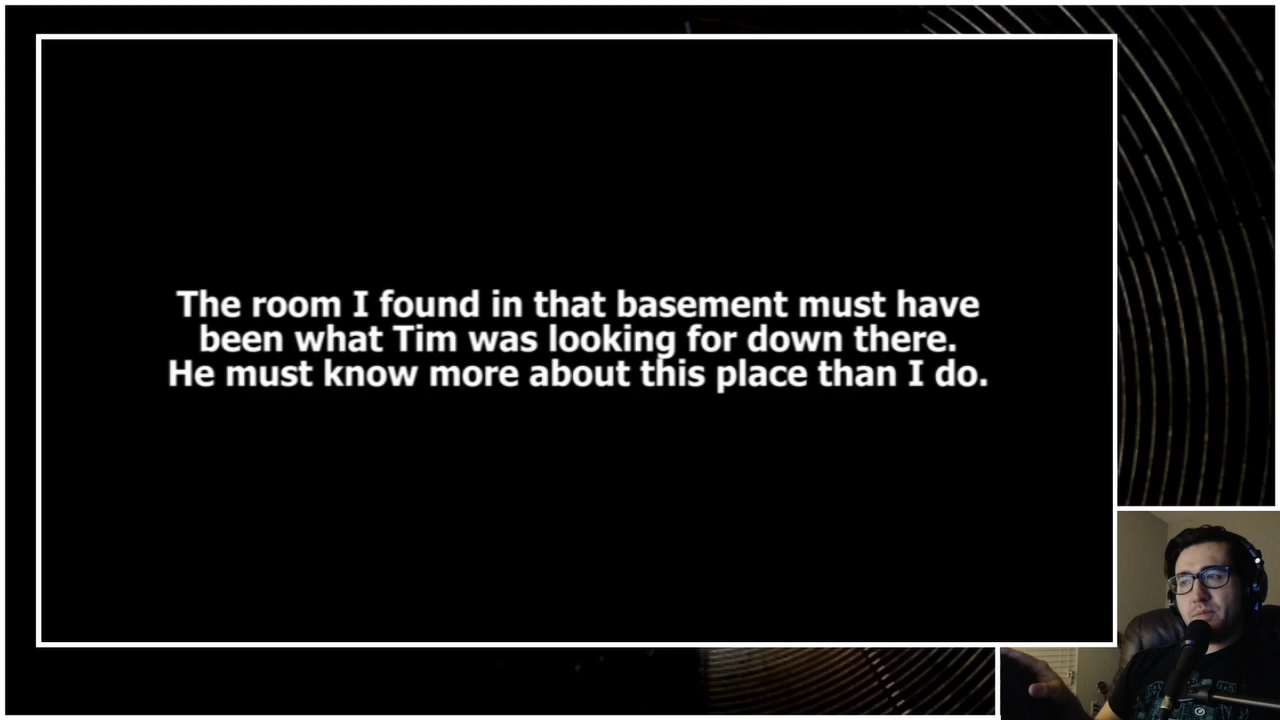 The room I found in that basement must have
been what Tim was looking for down there.
He must know more about this place than I do.